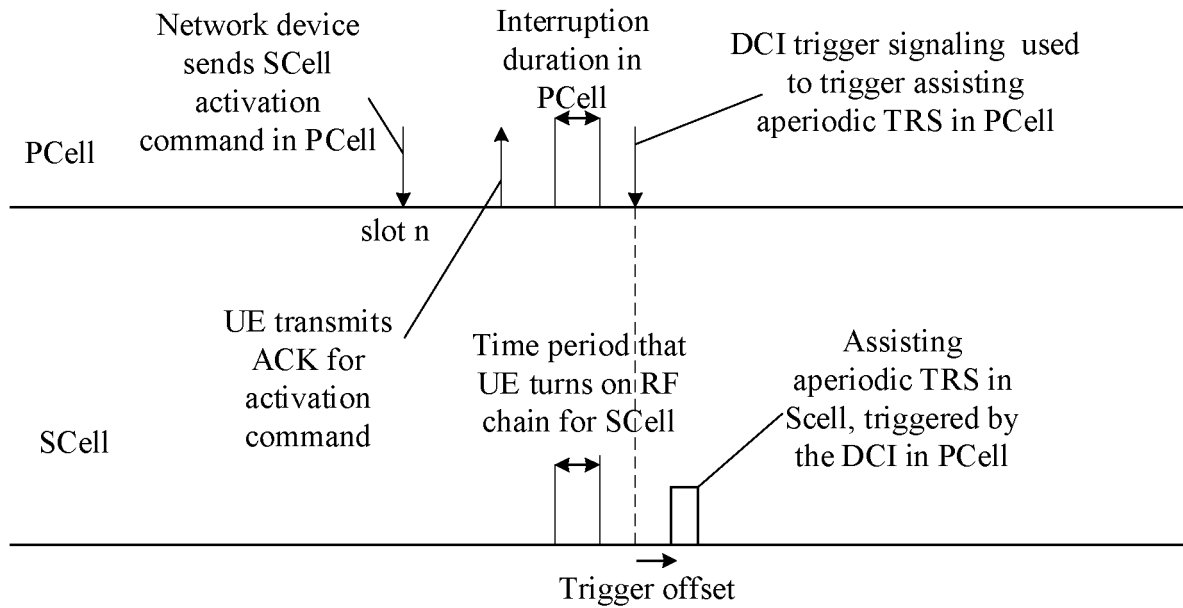 Network device
sends SCell
activation
command in PCell
Interruption
duration in
PCell
DCI trigger signaling used
to trigger assisting
aperiodic TRS in PCell
PCell
slot n
UE transmits
ACK for
activation
command
Time period that
UE turns on RF
chain for SCell
Assisting
aperiodic TRS in
Scell, triggered by
the DCI in PCell
SCell
Trigger offset